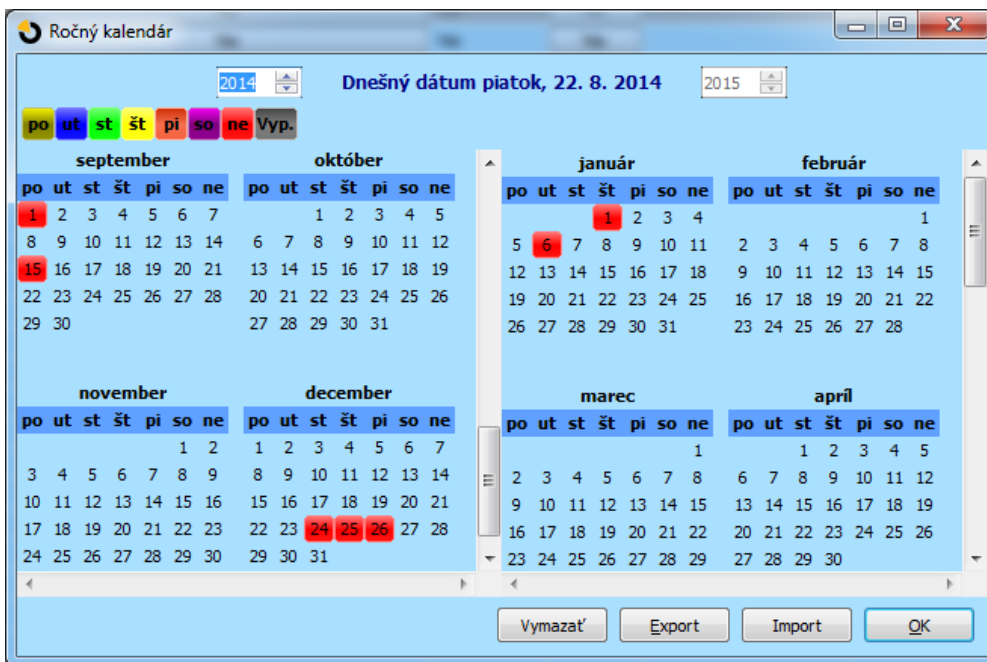 Ročný kalendár
2014 Dnešný dátum piatok, 22. 8. 2014 2015
po ut st št pi so ne Vyp.
september október
po ut st št pi so ne po ut st št pi so ne
1 2 3 4 5 6 7 1 2 3 4 5
8 9 10 11 12 13 14 6 7 8 9 10 11 12
15 16 17 18 19 20 21 13 14 15 16 17 18 19
22 23 24 25 26 27 28 20 21 22 23 24 25 26
29 30 27 28 29 30 31
november december
po ut st št pi so ne po ut st št pi so ne
1 2 1 2 3 4 5 6 7
3 4 5 6 7 8 9 8 9 10 11 12 13 14
10 11 12 13 14 15 16 15 16 17 18 19 20 21
17 18 19 20 21 22 23 22 23 24 25 26 27 28
24 25 26 27 28 29 30 29 30 31
január február
po ut st št pi so ne po ut st št pi so ne
1 2 3 4 1
5 6 7 8 9 10 11 2 3 4 5 6 7 8
12 13 14 15 16 17 18 9 10 11 12 13 14 15
19 20 21 22 23 24 25 16 17 18 19 20 21 22
26 27 28 29 30 31 23 24 25 26 27 28
marec apríl
po ut st št pi so ne po ut st št pi so ne
1 1 2 3 4 5
2 3 4 5 6 7 8 6 7 8 9 10 11 12
9 10 11 12 13 14 15 13 14 15 16 17 18 19
16 17 18 19 20 21 22 20 21 22 23 24 25 26
23 24 25 26 27 28 29 27 28 29 30
Vymazať Export Import OK